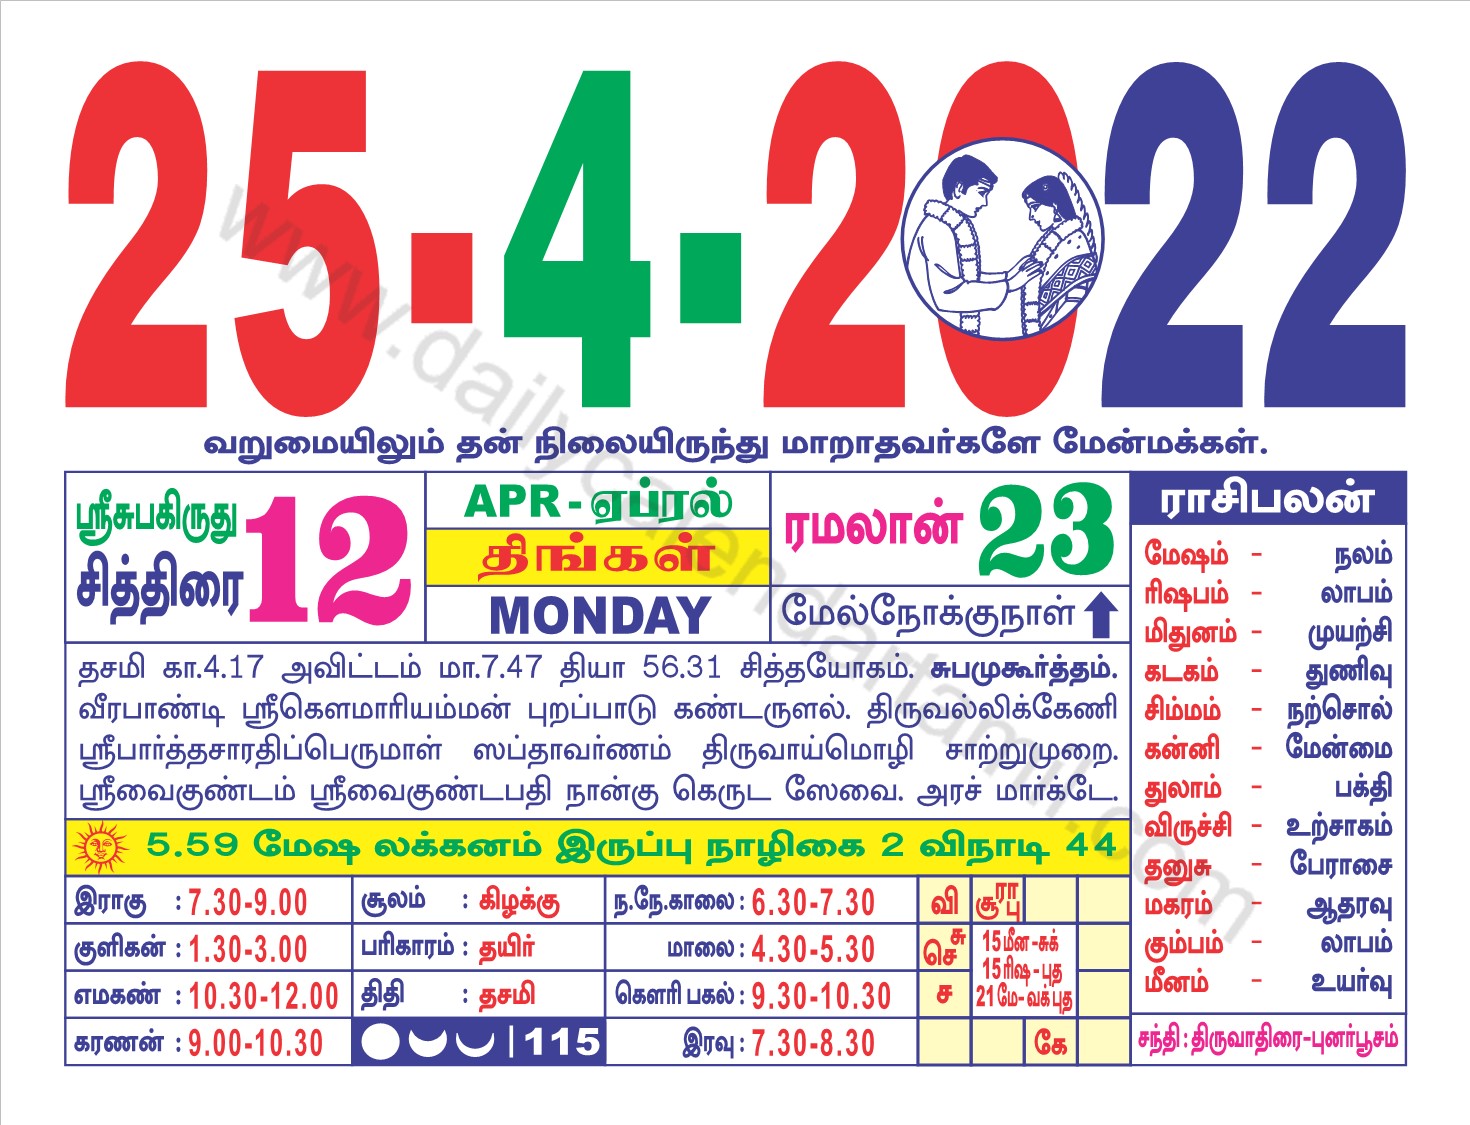 25-4-2022
வறுமையிலும் தன் நிலையிருந்து மாறாதவர்களே மேன்மக்கள்.
ஸ்ரீசுபகிருது
சித்திரை 12
APR - ஏப்ரல்
திங்கள்
MONDAY
ரமலான் 23
மேல்நோக்குநாள்
தசமி கா.4.17 அவிட்டம் மா.7.47 தியா 56.31 சித்தயோகம். சுபமுகூர்த்தம்.
வீரபாண்டி ஸ்ரீகௌமாரியம்மன் புறப்பாடு கண்டருளல். திருவல்லிக்கேணி
ஸ்ரீபார்த்தசாரதிப்பெருமாள் ஸப்தாவர்ணம் திருவாய்மொழி சாற்றுமுறை.
ஸ்ரீவைகுண்டம் ஸ்ரீவைகுண்டபதி நான்கு கெருட ஸேவை. அரச் மார்க்டே.
5.59 மேஷ லக்கனம் இருப்பு நாழிகை 2 விநாடி 44
இராகு : 7.30-9.00
குளிகன் : 1.30-3.00
எமகண் : 10.30-12.00
கரணன் : 9.00-10.30
சூலம் : கிழக்கு
பரிகாரம் : தயிர்
திதி : தசமி
| 115
ந.நே.காலை : 6.30-7.30
மாலை : 4.30-5.30
கௌரி பகல் : 9.30-10.30
இரவு : 7.30-8.30
வி
சூ ரா பு
செ சு
ச
15 மீன -சுக்
15 ரிஷ - புத
21 மே- வக் புத
கே
ராசிபலன்
மேஷம் - நலம்
ரிஷபம் - லாபம்
மிதுனம் - முயற்சி
கடகம் - துணிவு
சிம்மம் - நற்சொல்
கன்னி - மேன்மை
துலாம் - பக்தி
விருச்சி - உற்சாகம்
தனுசு - பேராசை
மகரம் - ஆதரவு
கும்பம் - லாபம்
மீனம் - உயர்வு
சந்தி : திருவாதிரை-புனர்பூசம்
www.dailycalendartamil.com